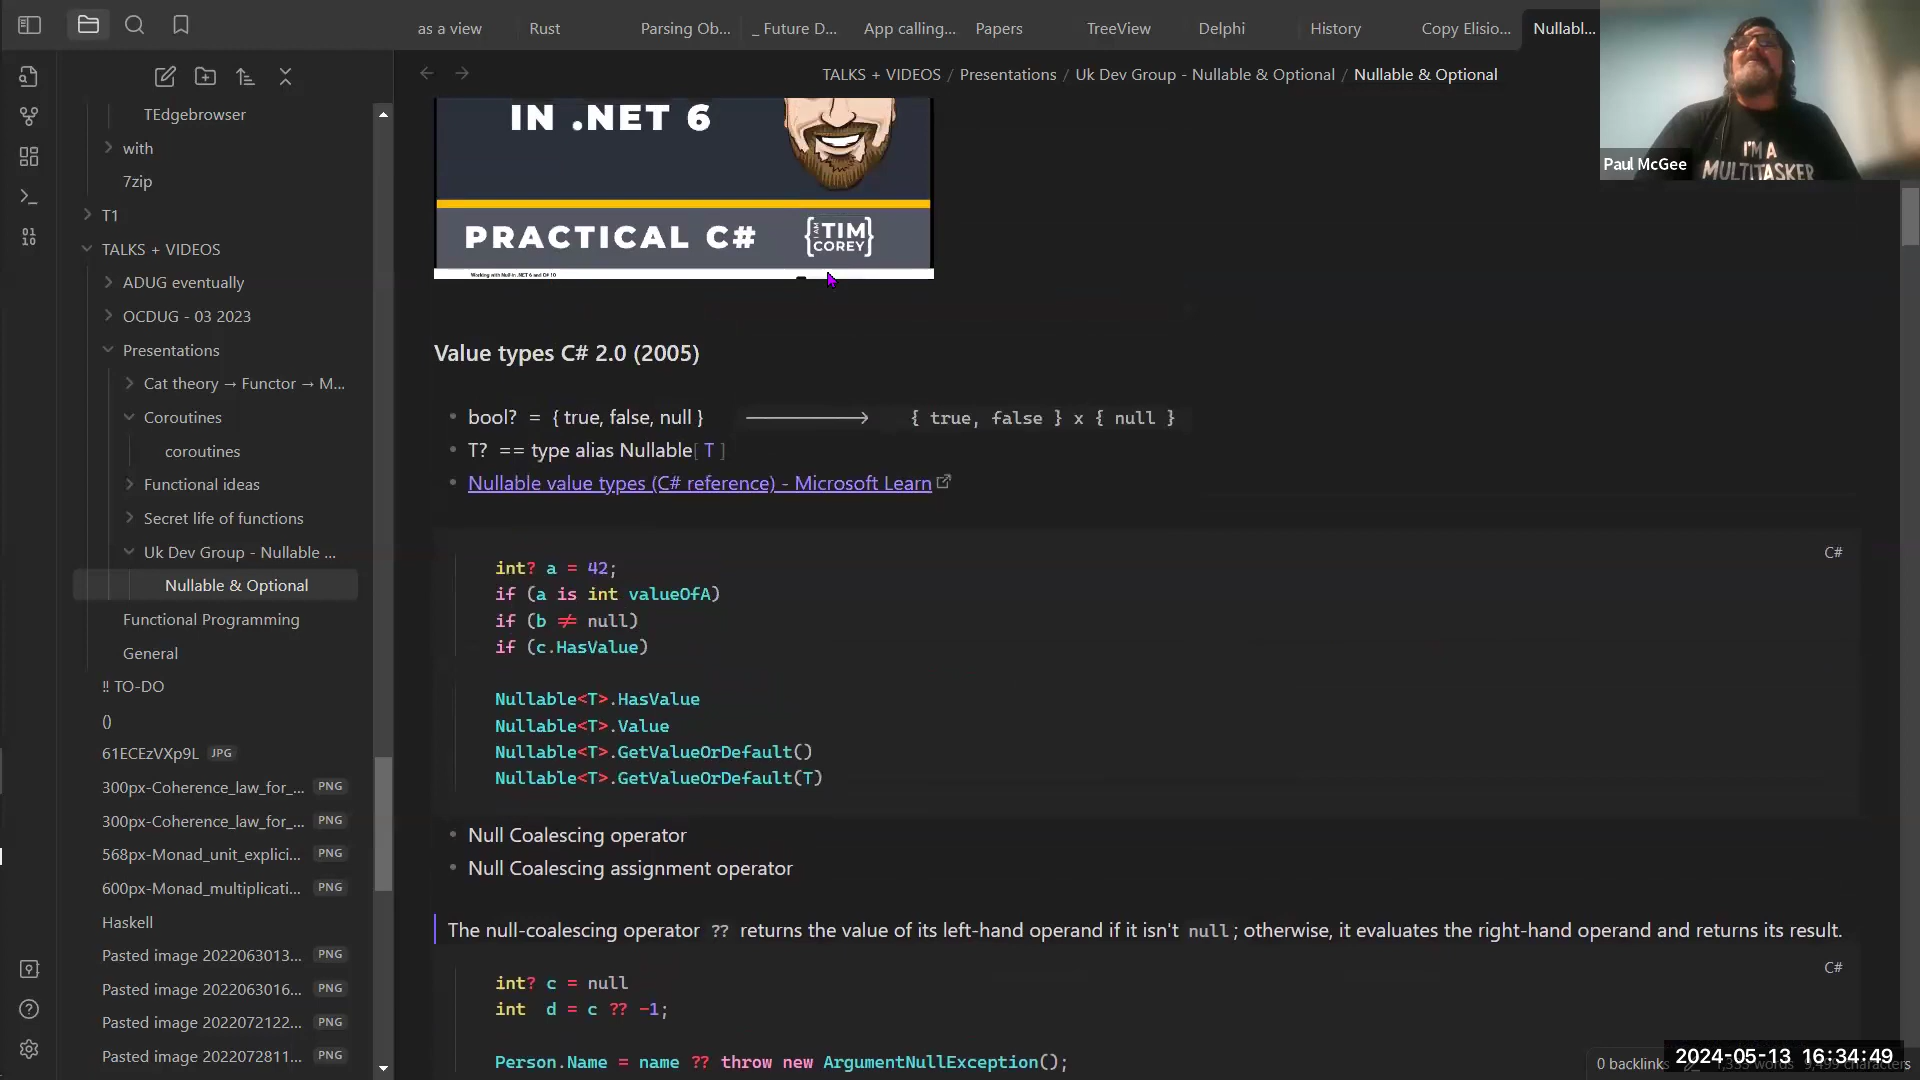 as a view
Rust
Parsing Ob...
_ Future D...
App calling...
Papers
TreeView
Delphi
History
Copy Elisio...
Nullabl...
TALKS + VIDEOS / Presentations / Uk Dev Group - Nullable & Optional / Nullable & Optional
I'M A
MULTITASKER
Paul McGee
TEdgebrowser
with
7zip
T1
TALKS + VIDEOS
ADUG eventually
OCDUG - 03 2023
Presentations
Cat theory → Functor → M...
Coroutines
coroutines
Functional ideas
Secret life of functions
Uk Dev Group - Nullable ...
Nullable & Optional
Functional Programming
General
!! TO-DO
()
61ECEzVXp9L JPG
300px-Coherence_law_for_... PNG
300px-Coherence_law_for_... PNG
568px-Monad_unit_explici... PNG
600px-Monad_multiplicati... PNG
Haskell
Pasted image 2022063013... PNG
Pasted image 2022063016... PNG
Pasted image 2022072122... PNG
Pasted image 2022072811... PNG
IN .NET 6
PRACTICAL C#
{I AM TIM
COREY}
Working with Null in .NET 6 and C# 10
Value types C# 2.0 (2005)
bool? = { true, false, null } ⟶ { true, false } x { null }
T? == type alias Nullable[ T ]
Nullable value types (C# reference) - Microsoft Learn
C#
int? a = 42;
if (a is int valueOfA)
if (b ≠ null)
if (c.HasValue)
Nullable<T>.HasValue
Nullable<T>.Value
Nullable<T>.GetValueOrDefault()
Nullable<T>.GetValueOrDefault(T)
Null Coalescing operator
Null Coalescing assignment operator
The null-coalescing operator ?? returns the value of its left-hand operand if it isn't null; otherwise, it evaluates the right-hand operand and returns its result.
C#
int? c = null
int d = c ?? -1;
Person.Name = name ?? throw new ArgumentNullException();
0 backlinks
2024-05-13 16:34:49